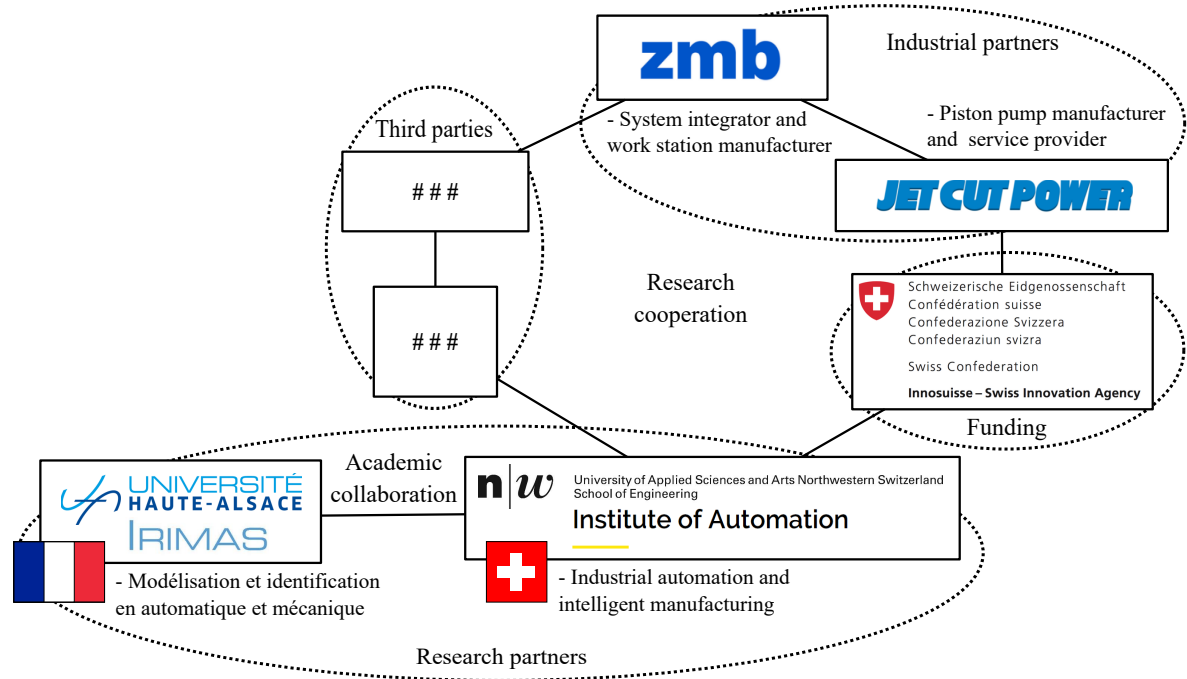 zmb
Industrial partners
- System integrator and
work station manufacturer
- Piston pump manufacturer
and service provider
JET CUT POWER
Third parties
# # #
# # #
Research
cooperation
Schweizerische Eidgenossenschaft
Confédération suisse
Confederazione Svizzera
Confederaziun svizra
Swiss Confederation
Innosuisse – Swiss Innovation Agency
Funding
UNIVERSITÉ
HAUTE-ALSACE
IRIMAS
Academic
collaboration
n|w
University of Applied Sciences and Arts Northwestern Switzerland
School of Engineering
Institute of Automation
- Modélisation et identification
en automatique et mécanique
- Industrial automation and
intelligent manufacturing
Research partners